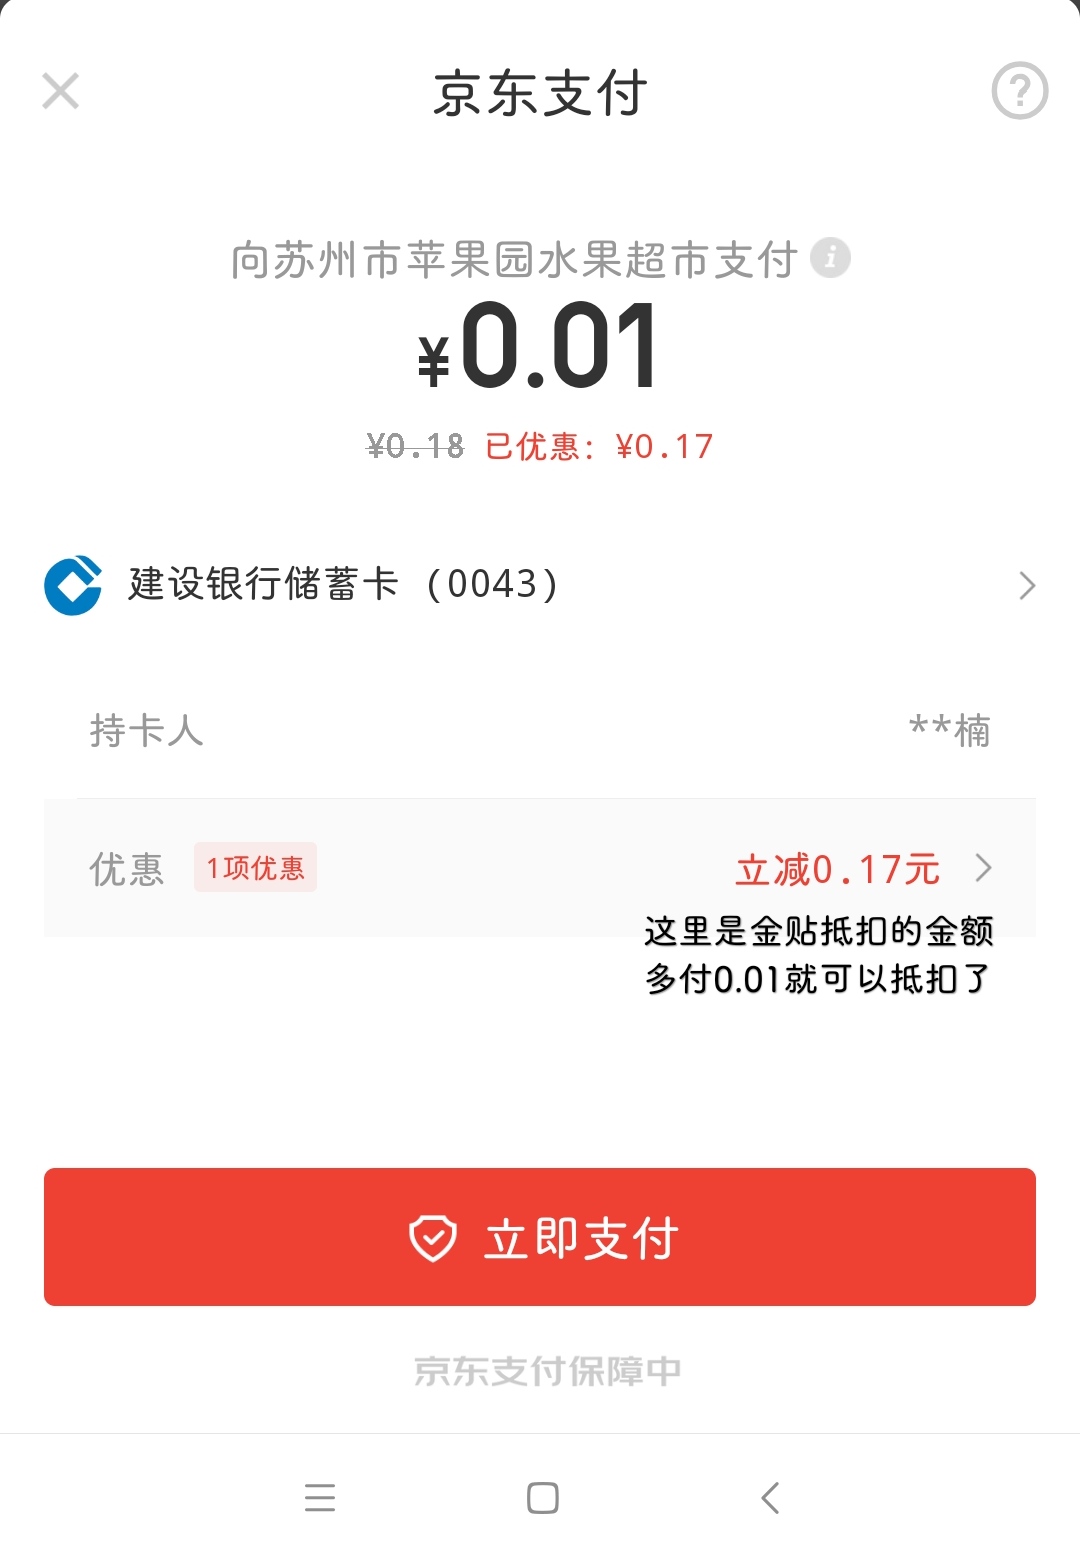 京东支付
向苏州市苹果园水果超市支付
¥0.01
¥0.18 已优惠：¥0.17
建设银行储蓄卡（0043）
持卡人 **楠
优惠 1项优惠 立减0.17元
这里是金贴抵扣的金额
多付0.01就可以抵扣了
立即支付
京东支付保障中